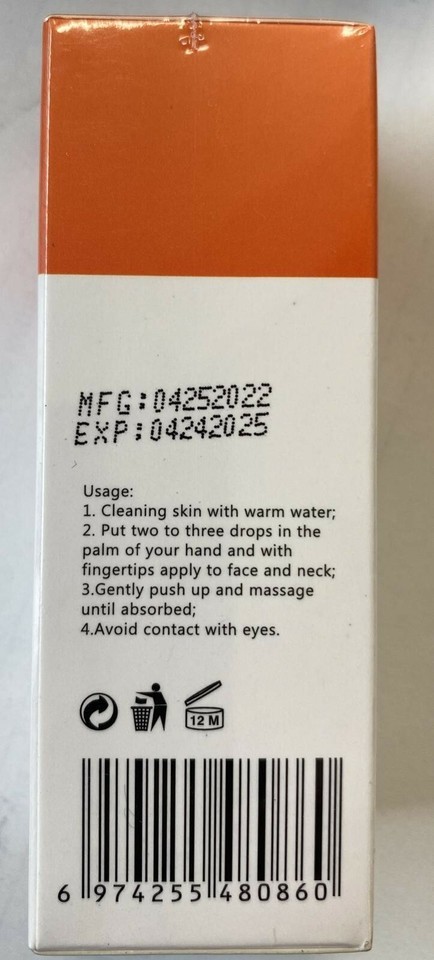 MFG:04252022
EXP:04242025
Usage:
1. Cleaning skin with warm water;
2. Put two to three drops in the
palm of your hand and with
fingertips apply to face and neck;
3.Gently push up and massage
until absorbed;
4.Avoid contact with eyes.
12 M
6 974255 480860